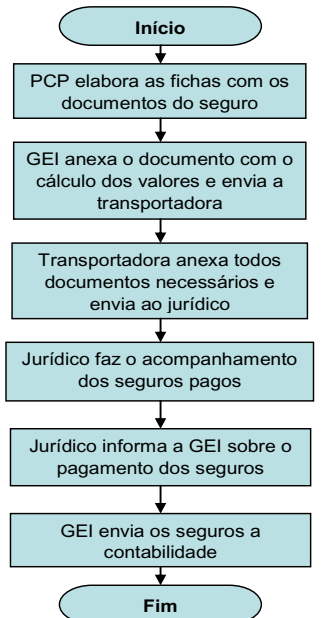 Início
PCP elabora as fichas com os
documentos do seguro
GEI anexa o documento com o
cálculo dos valores e envia a
transportadora
Transportadora anexa todos
documentos necessários e
envia ao jurídico
Jurídico faz o acompanhamento
dos seguros pagos
Jurídico informa a GEI sobre o
pagamento dos seguros
GEI envia os seguros a
contabilidade
Fim